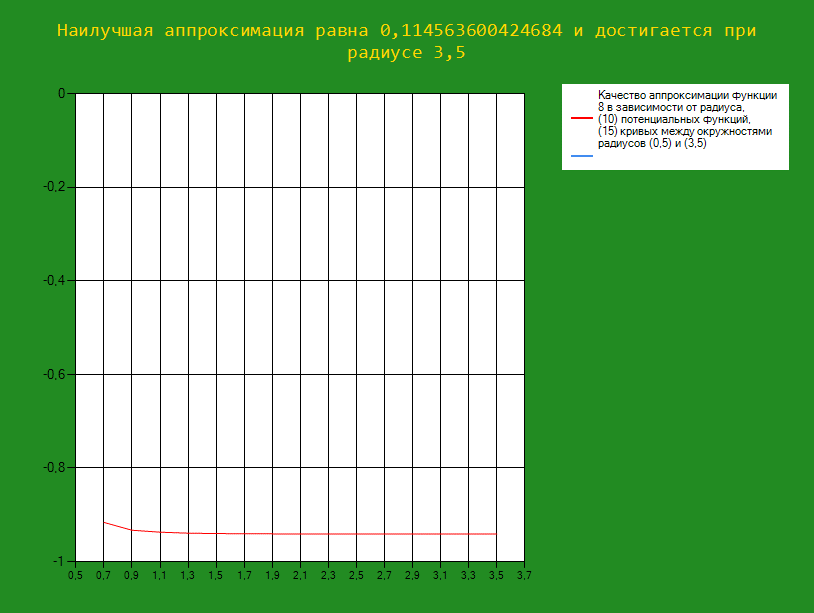 Наилучшая аппроксимация равна 0,114563600424684 и достигается при
радиусе 3,5
Качество аппроксимации функции
8 в зависимости от радиуса,
(10) потенциальных функций,
(15) кривых между окружностями
радиусов (0,5) и (3,5)
0
-0,2
-0,4
-0,6
-0,8
-1
0,5 0,7 0,9 1,1 1,3 1,5 1,7 1,9 2,1 2,3 2,5 2,7 2,9 3,1 3,3 3,5 3,7